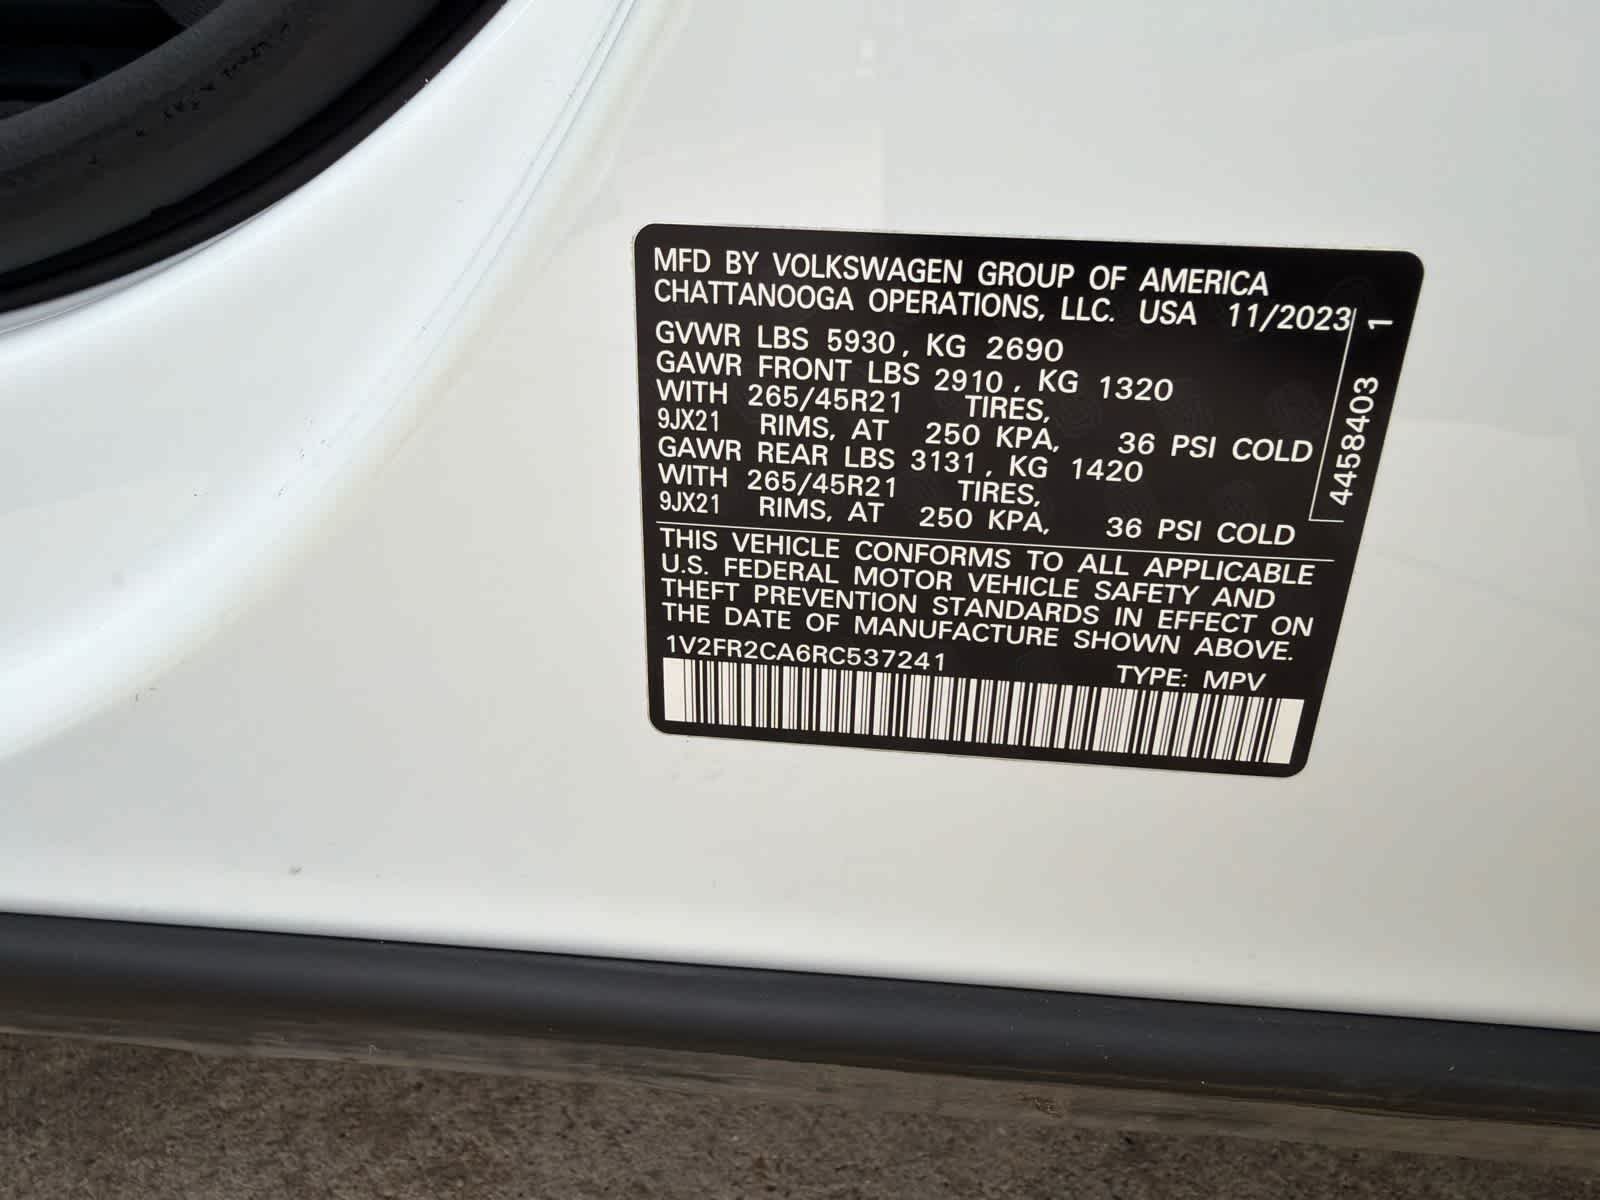 MFD BY VOLKSWAGEN GROUP OF AMERICA
CHATTANOOGA OPERATIONS, LLC. USA 11/2023
GVWR LBS 5930, KG 2690
GAWR FRONT LBS 2910, KG 1320
WITH 265/45R21 TIRES,
9JX21 RIMS, AT 250 KPA, 36 PSI COLD
GAWR REAR LBS 3131, KG 1420
WITH 265/45R21 TIRES,
9JX21 RIMS, AT 250 KPA, 36 PSI COLD
THIS VEHICLE CONFORMS TO ALL APPLICABLE
U.S. FEDERAL MOTOR VEHICLE SAFETY AND
THEFT PREVENTION STANDARDS IN EFFECT ON
THE DATE OF MANUFACTURE SHOWN ABOVE.
1V2FR2CA6RC537241 TYPE: MPV
4458403 1